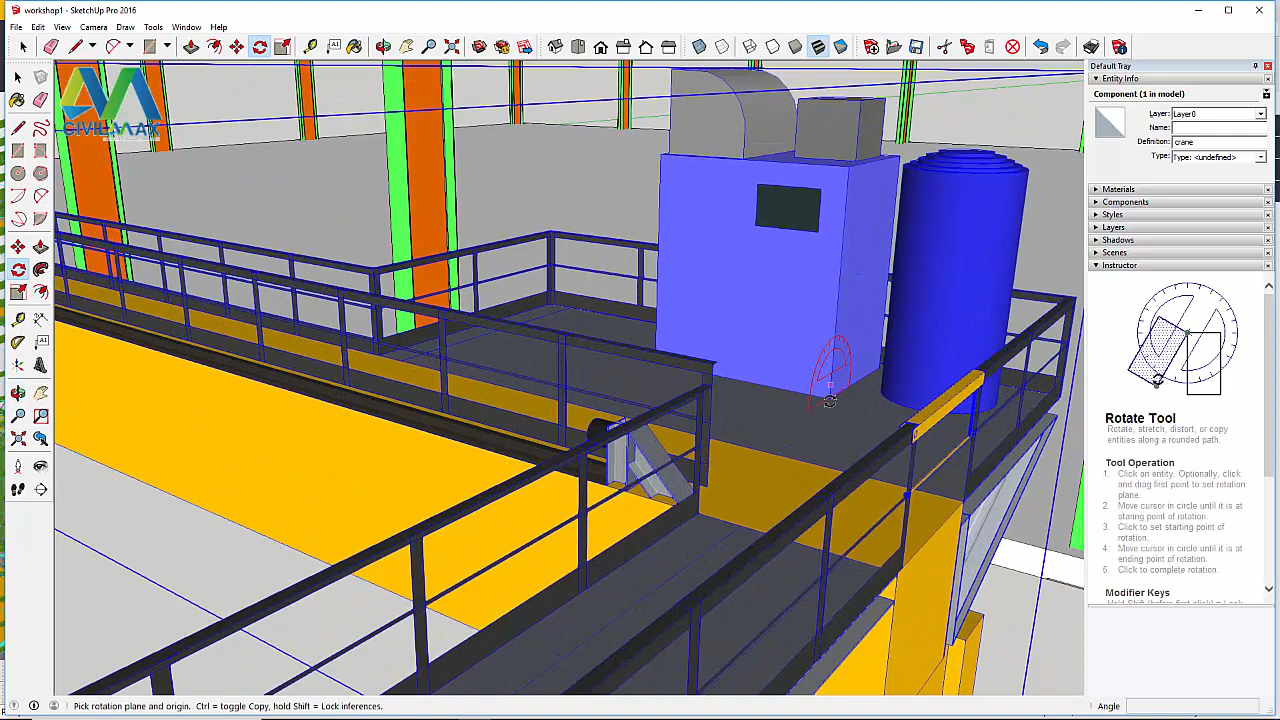 workshop1 - SketchUp Pro 2016
File Edit View Camera Draw Tools Window Help
CIVILMAX
Default Tray
Entity Info
Component (1 in model)
Layer: Layer0
Name:
Definition: crane
Type: Type: <undefined>
Materials
Components
Styles
Layers
Shadows
Scenes
Instructor
Rotate Tool
Rotate, stretch, distort, or copy
entities along a rounded path.
Tool Operation
1. Click on entity. Optionally, click
and drag first point to set rotation
plane.
2. Move cursor in circle until it is at
staring point of rotation.
3. Click to set starting point of
rotation.
4. Move cursor in circle until it is at
ending point of rotation.
5. Click to complete rotation.
Modifier Keys
Pick rotation plane and origin. Ctrl = toggle Copy, hold Shift = Lock inferences.
Angle